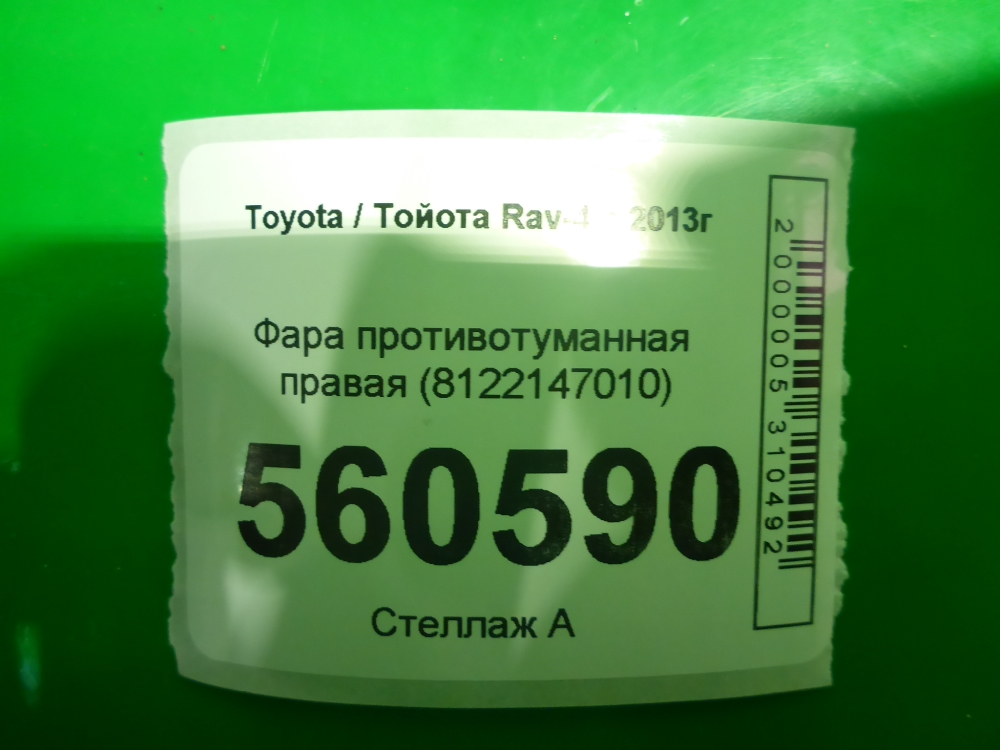 Toyota / Тойота Rav-4 2013г
Фара противотуманная
правая (8122147010)
560590
Стеллаж А
2000005310492